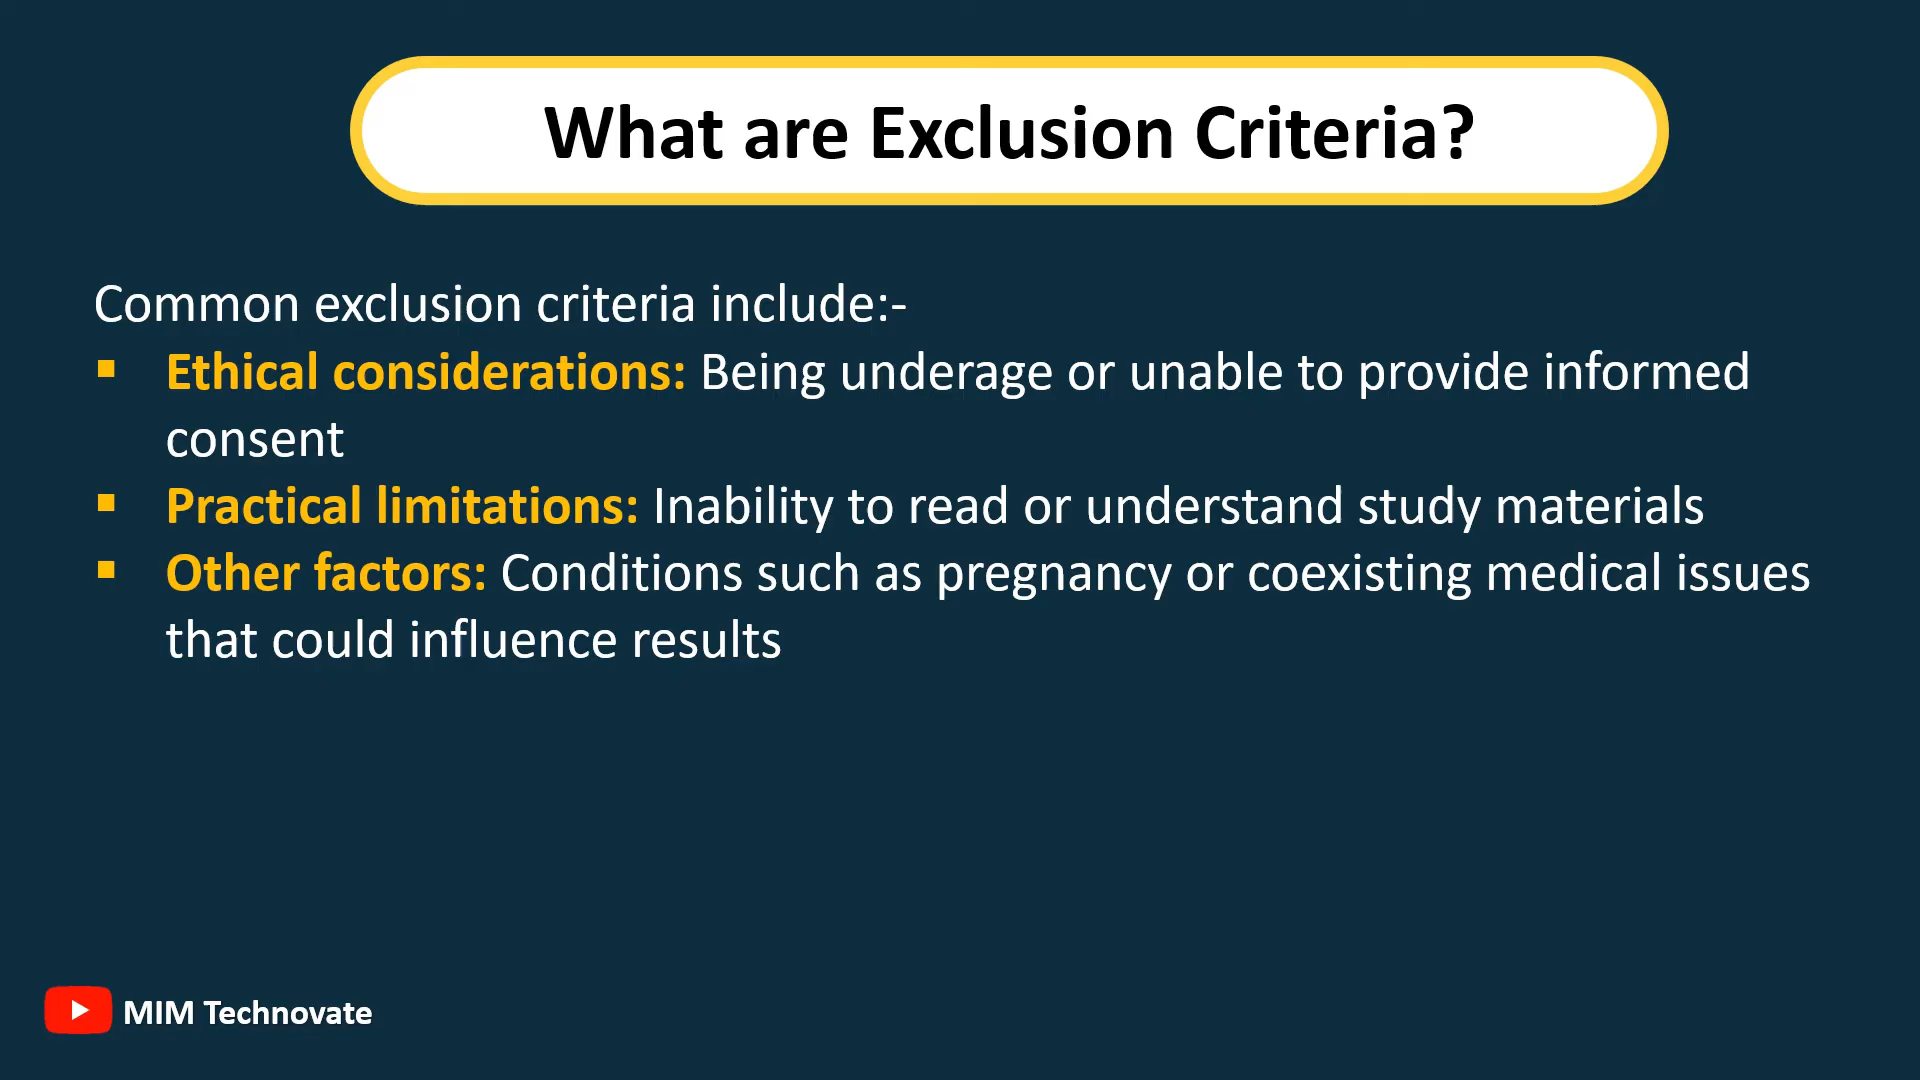 What are Exclusion Criteria?
Common exclusion criteria include:-
▪ Ethical considerations: Being underage or unable to provide informed
consent
▪ Practical limitations: Inability to read or understand study materials
▪ Other factors: Conditions such as pregnancy or coexisting medical issues
that could influence results
MIM Technovate